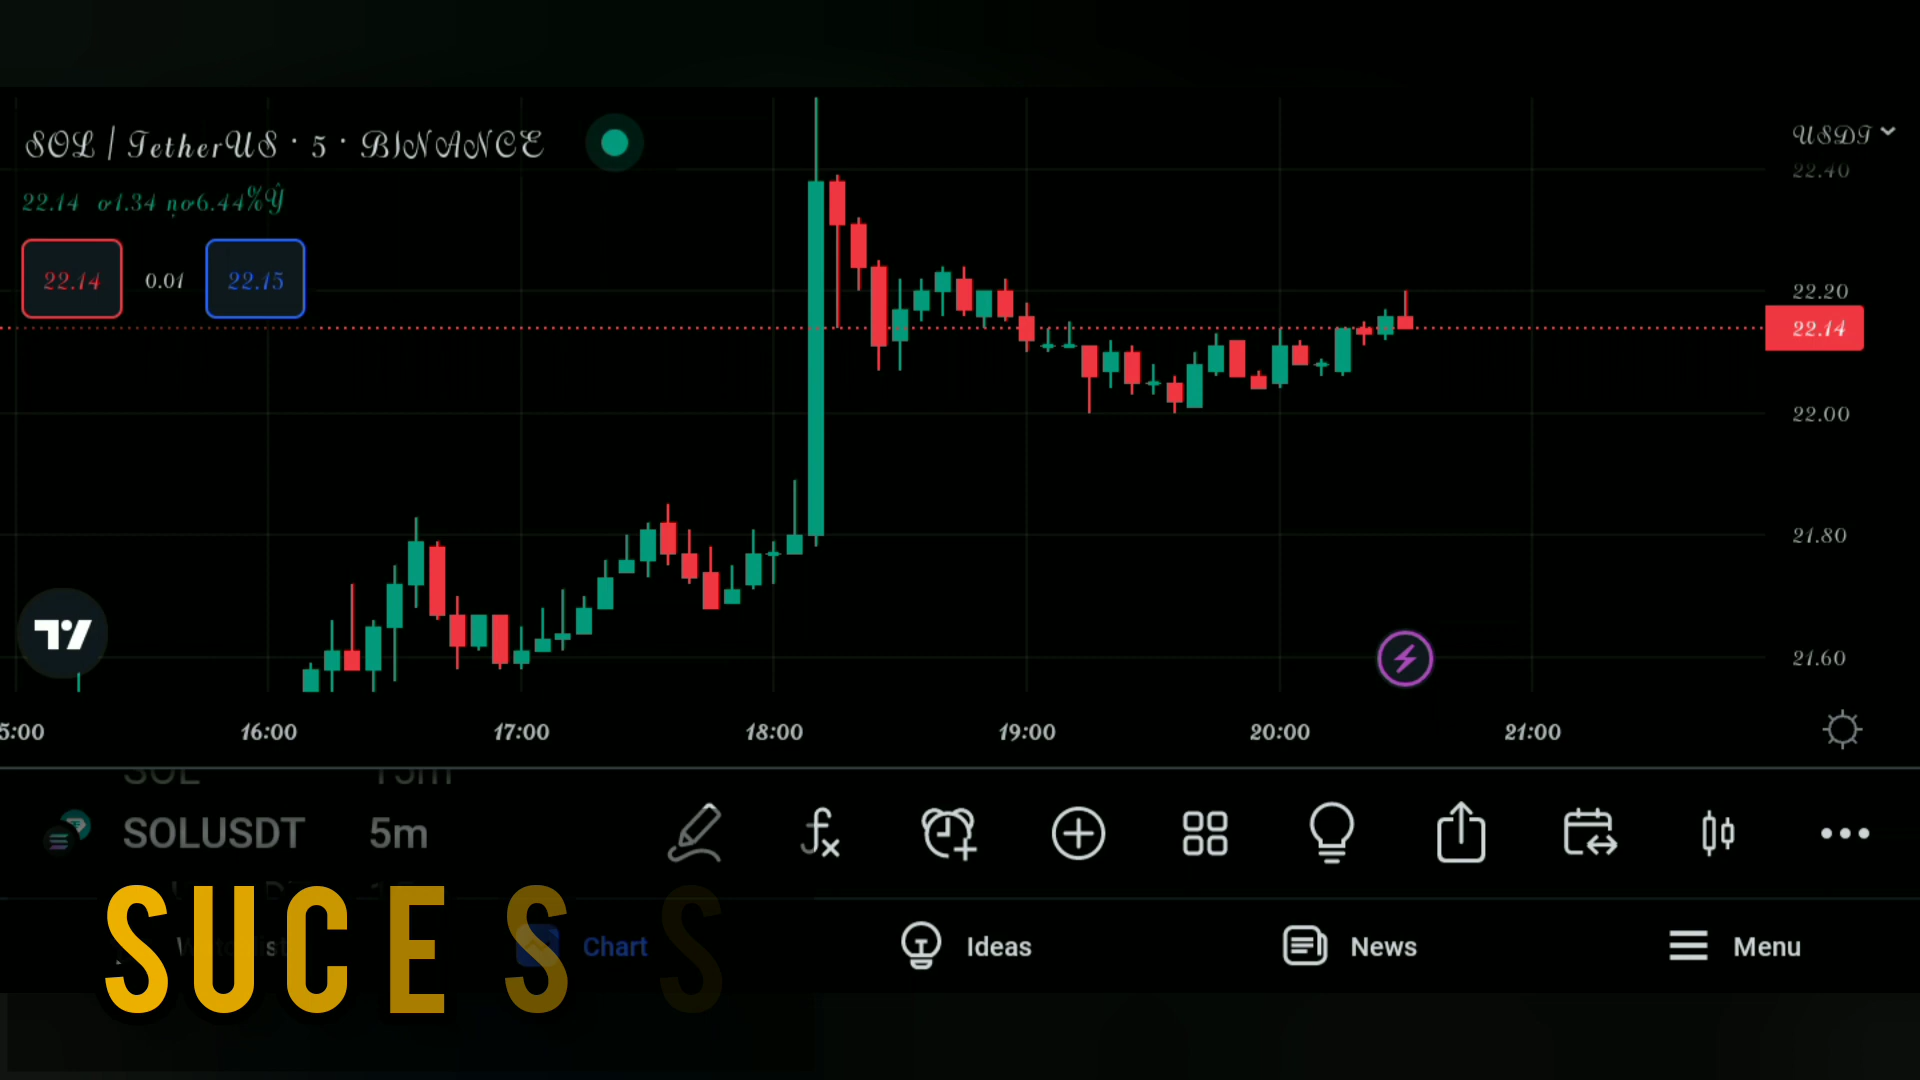 SOL / TetherUS · 5 · BINANCE
USDT
22.40
22.14
22.14 0.01 22.15
22.20
22.14
22.00
21.80
21.60
5:00 16:00 17:00 18:00 19:00 20:00 21:00
SOL 15m
SOLUSDT 5m
SUCESS
Chart Ideas News Menu